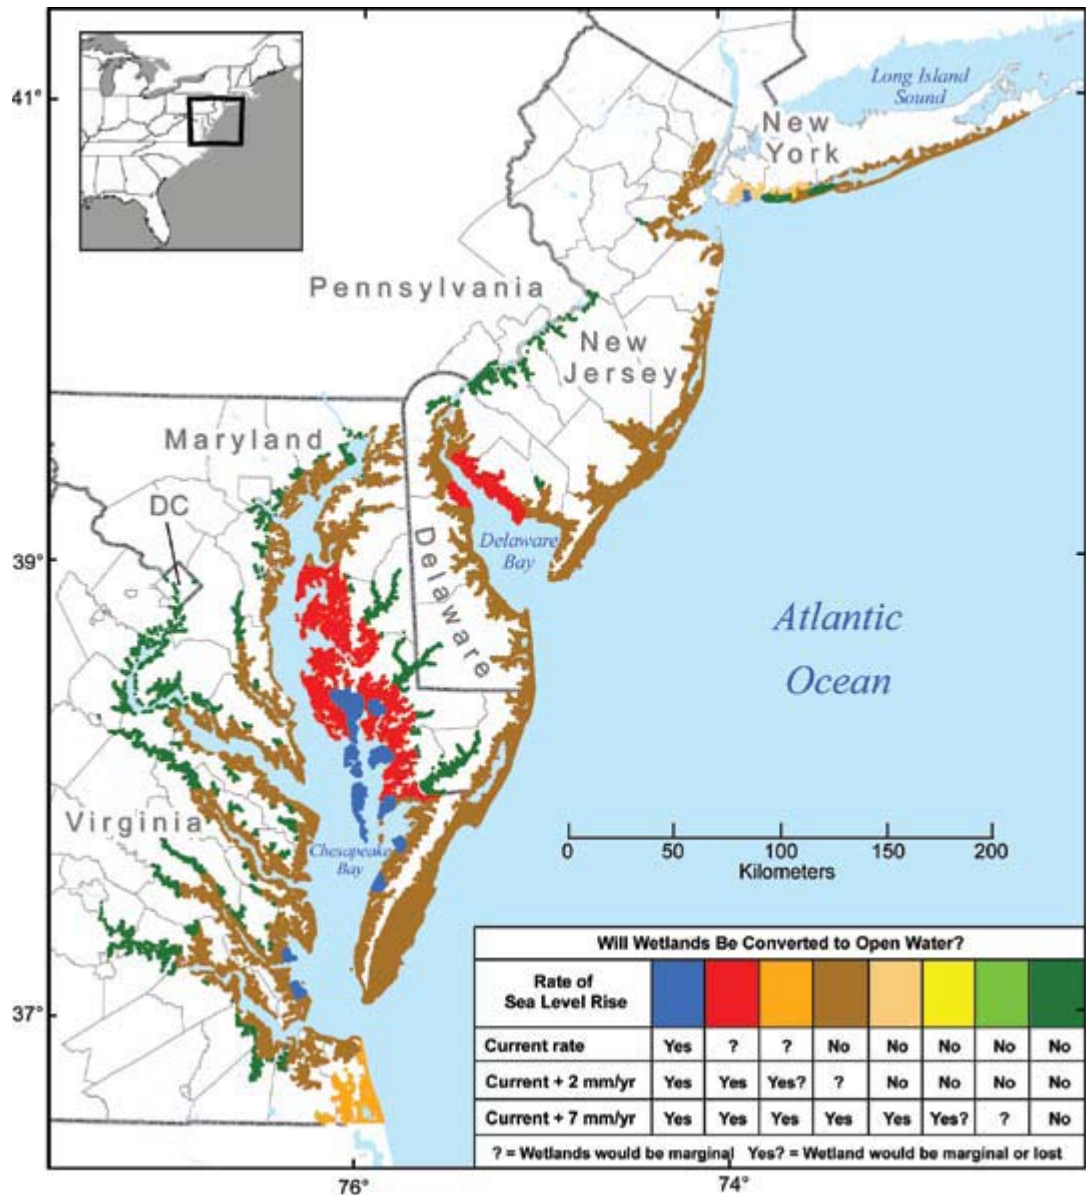 41°
Long Island
Sound
New
York
Pennsylvania
New
Jersey
Maryland
DC
39°
Delaware
Delaware
Bay
Atlantic
Ocean
Virginia
Chesapeake
Bay
0 50 100 150 200
Kilometers
37°
76° 74°
Will Wetlands Be Converted to Open Water?
Rate of
Sea Level Rise
Current rate Yes ? ? No No No No No
Current + 2 mm/yr Yes Yes Yes? ? No No No No
Current + 7 mm/yr Yes Yes Yes Yes Yes Yes? ? No
? = Wetlands would be marginal Yes? = Wetland would be marginal or lost